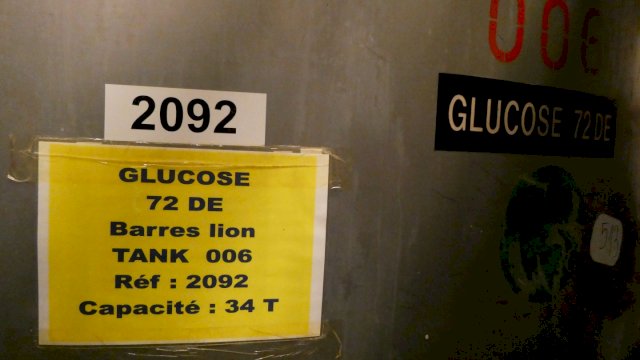 006
2092
GLUCOSE 72 DE
GLUCOSE
72 DE
Barres lion
TANK 006
Réf : 2092
Capacité : 34 T